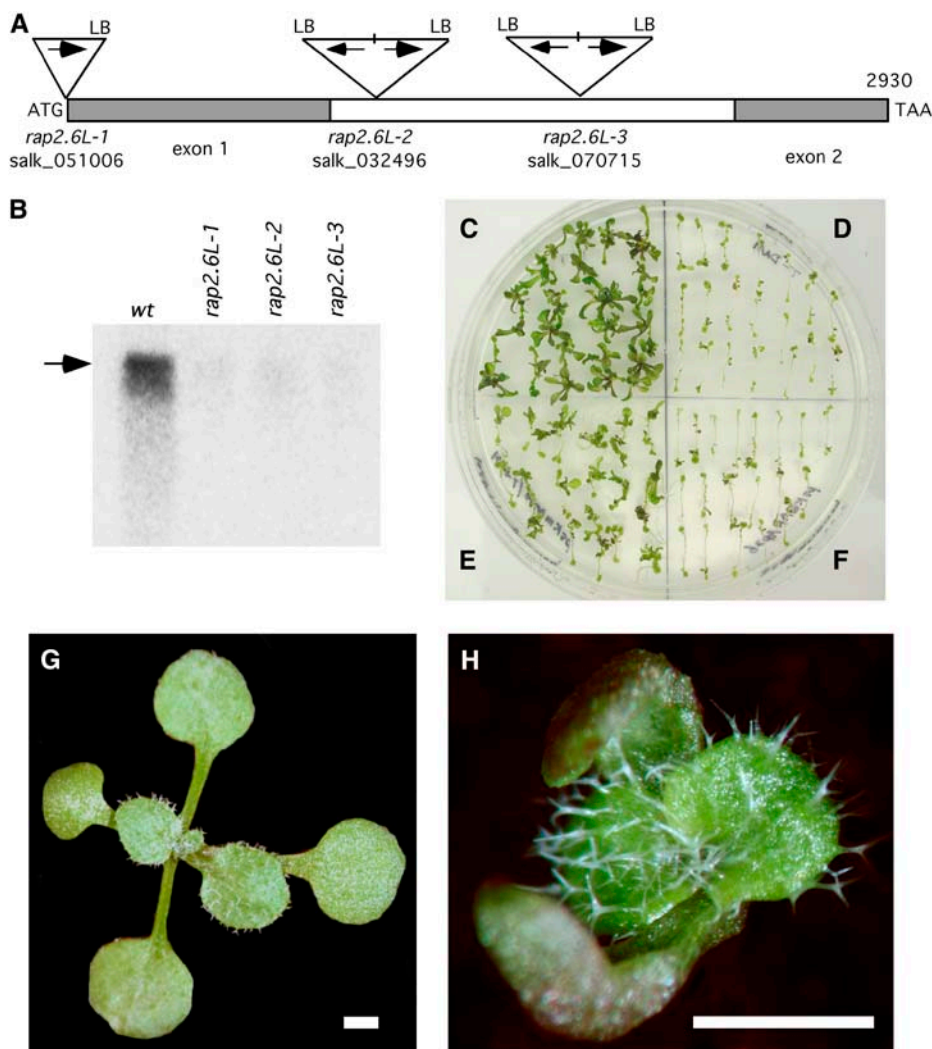 A
LB LB LB LB LB
2930
ATG TAA
rap2.6L-1 exon 1 rap2.6L-2 rap2.6L-3 exon 2
salk_051006 salk_032496 salk_070715
B
wt rap2.6L-1 rap2.6L-2 rap2.6L-3
C D
E F
G H